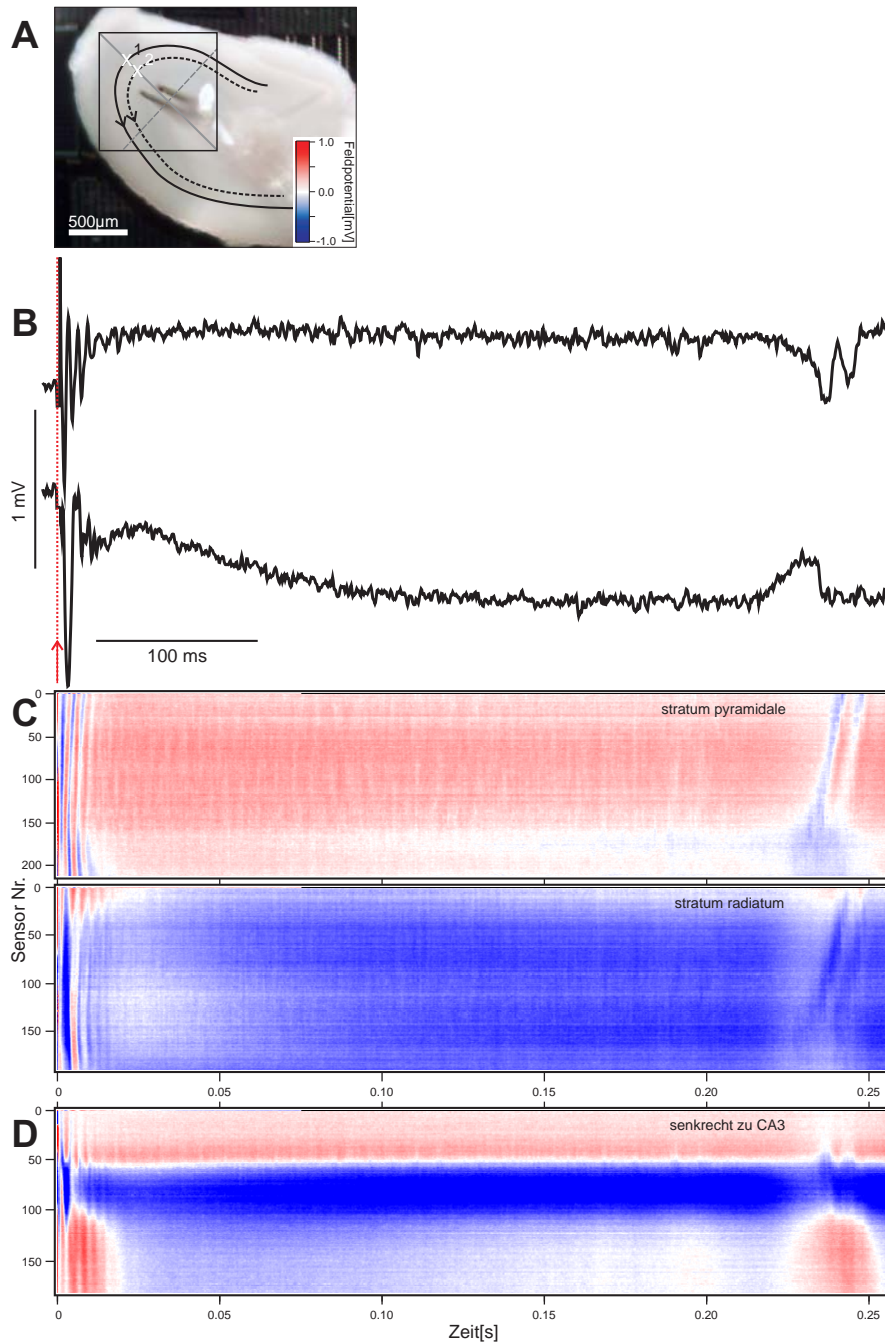 A
1
X 2
X
1.0
0.0
-1.0
Feldpotential[mV]
500µm
B
1 mV
100 ms
C
stratum pyramidale
0
50
100
150
200
Sensor Nr.
stratum radiatum
0
50
100
150
0
0.05
0.10
0.15
0.20
0.25
D
senkrecht zu CA3
0
50
100
150
0
0.05
0.10
0.15
0.20
0.25
Zeit[s]